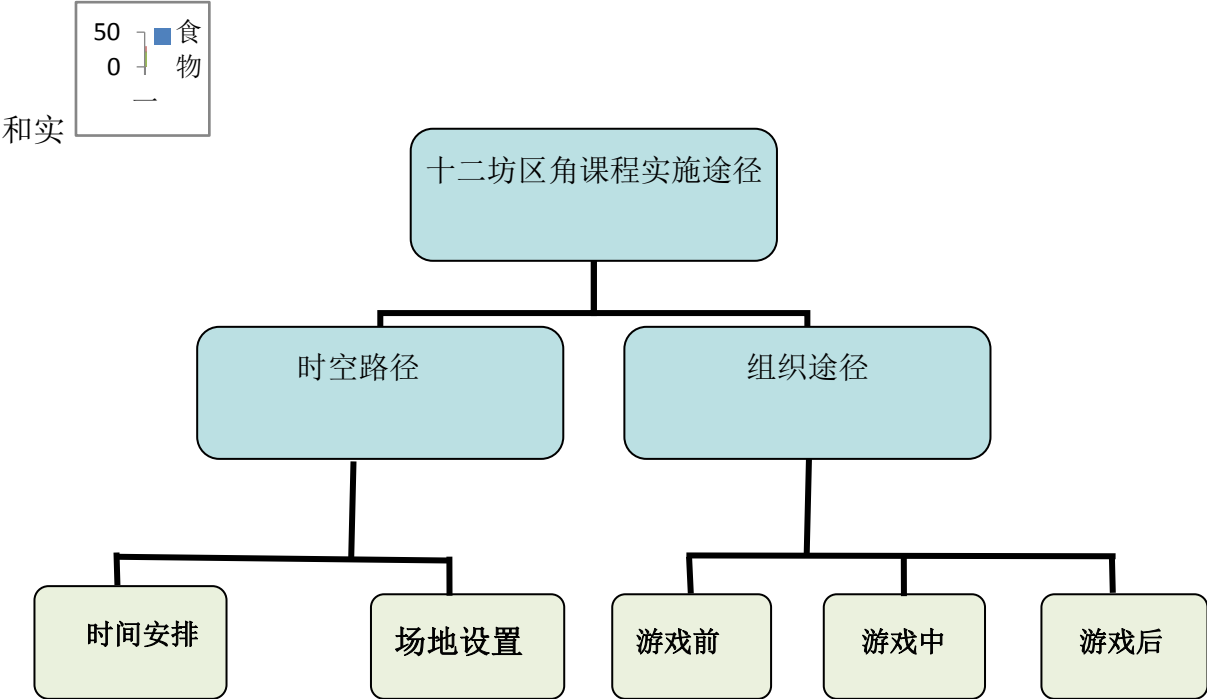 50
食
0
物
一
和实
十二坊区角课程实施途径
时空路径
组织途径
时间安排
场地设置
游戏前
游戏中
游戏后